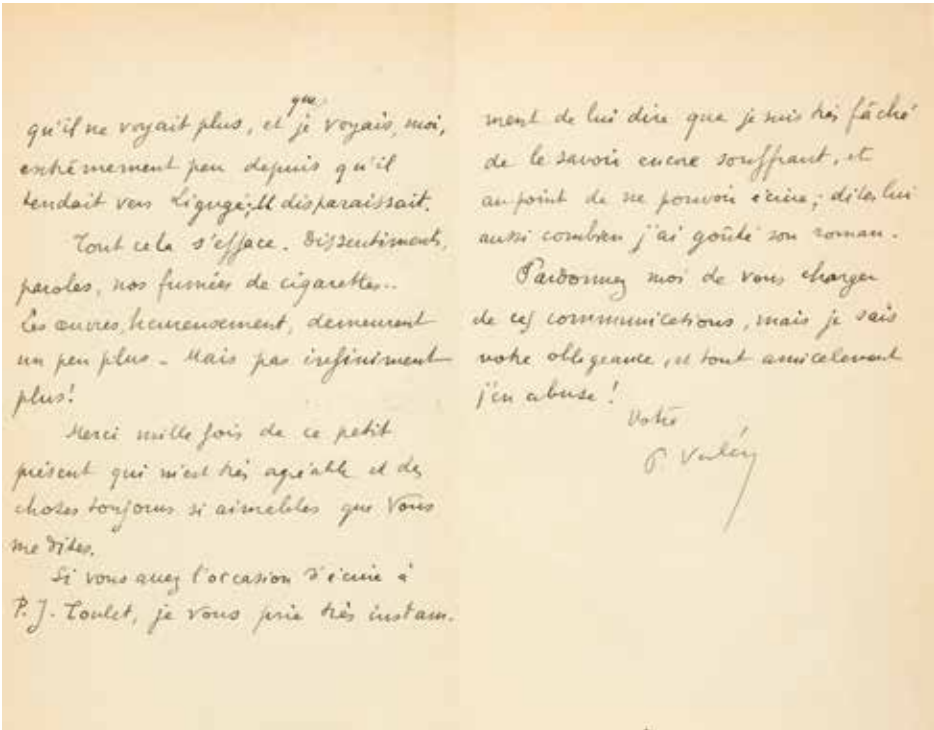 qu'il ne voyait plus, et que je voyais, moi,
extrêmement peu depuis qu'il
tendait vers Ligugé; Il disparaissait.
Tout cela s'efface. Dissentiments,
paroles, nos fumées de cigarettes..
Les œuvres, heureusement, demeurent
un peu plus - Mais pas infiniment
plus!
Merci mille fois de ce petit
présent qui m'est très agréable et des
choses toujours si aimables que Vous
me dites.
Si vous avez l'occasion d'écrire à
P. J. Toulet, je vous prie très instam-
ment de lui dire que je suis très fâché
de le savoir encore souffrant, et
au point de ne pouvoir écrire; dites lui
aussi combien j'ai goûté son roman.
Pardonnez moi de vous charger
de ces communications, mais je sais
votre obligeance, et tout amicalement
j'en abuse!
Votre
P. Valéry